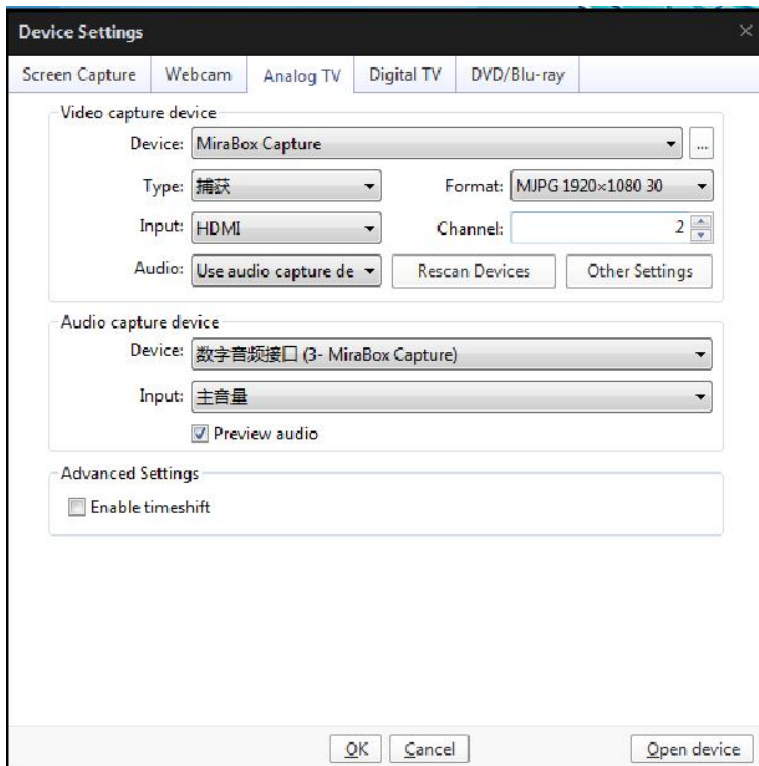 Device Settings
Screen Capture Webcam Analog TV Digital TV DVD/Blu-ray
Video capture device
Device: MiraBox Capture ...
Type: 捕获 Format: MJPG 1920×1080 30
Input: HDMI Channel: 2
Audio: Use audio capture de Rescan Devices Other Settings
Audio capture device
Device: 数字音频接口 (3- MiraBox Capture)
Input: 主音量
Preview audio
Advanced Settings
Enable timeshift
OK Cancel Open device